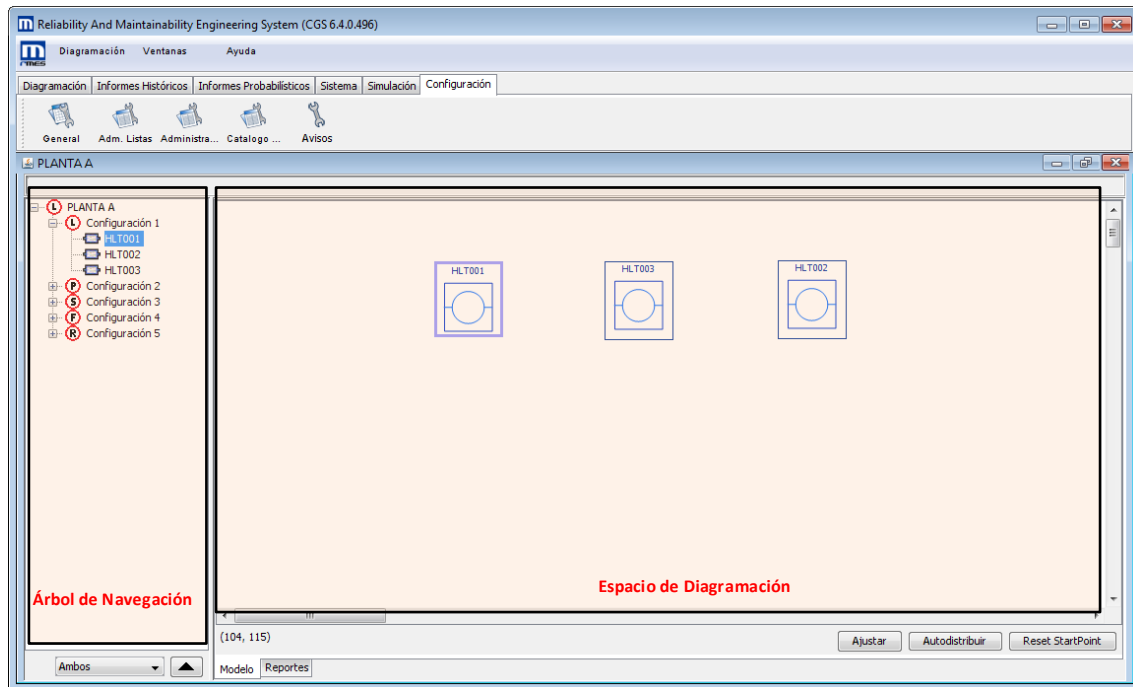 Reliability And Maintainability Engineering System (CGS 6.4.0.496)
m rmes Diagramación Ventanas Ayuda
Diagramación Informes Históricos Informes Probabilísticos Sistema Simulación Configuración
General Adm. Listas Administra... Catalogo ... Avisos
PLANTA A
L PLANTA A
L Configuración 1
HLT001
HLT002
HLT003
P Configuración 2
S Configuración 3
F Configuración 4
R Configuración 5
Árbol de Navegación
HLT001 HLT003 HLT002
Espacio de Diagramación
(104, 115)
Ajustar Autodistribuir Reset StartPoint
Ambos
Modelo Reportes